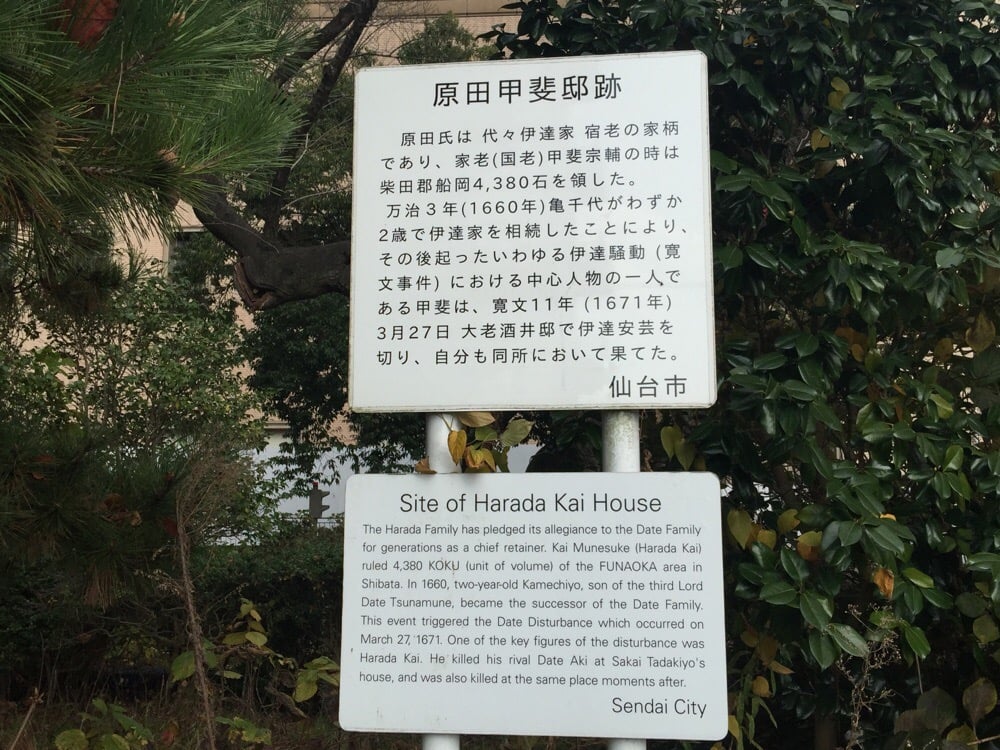 原田甲斐邸跡
原田氏は 代々伊達家 宿老の家柄
であり、家老(国老)甲斐宗輔の時は
柴田郡船岡4,380石を領した。
万治3年(1660年)亀千代がわずか
2歳で伊達家を相続したことにより、
その後起ったいわゆる伊達騒動 (寛
文事件) における中心人物の一人で
ある甲斐は、寛文11年 (1671年)
3月27日 大老酒井邸で伊達安芸を
切り、自分も同所において果てた。
仙台市
Site of Harada Kai House
The Harada Family has pledged its allegiance to the Date Family
for generations as a chief retainer. Kai Munesuke (Harada Kai)
ruled 4,380 KOKU (unit of volume) of the FUNAOKA area in
Shibata. In 1660, two-year-old Kamechiyo, son of the third Lord
Date Tsunamune, became the successor of the Date Family.
This event triggered the Date Disturbance which occurred on
March 27, 1671. One of the key figures of the disturbance was
Harada Kai. He killed his rival Date Aki at Sakai Tadakiyo's
house, and was also killed at the same place moments after.
Sendai City